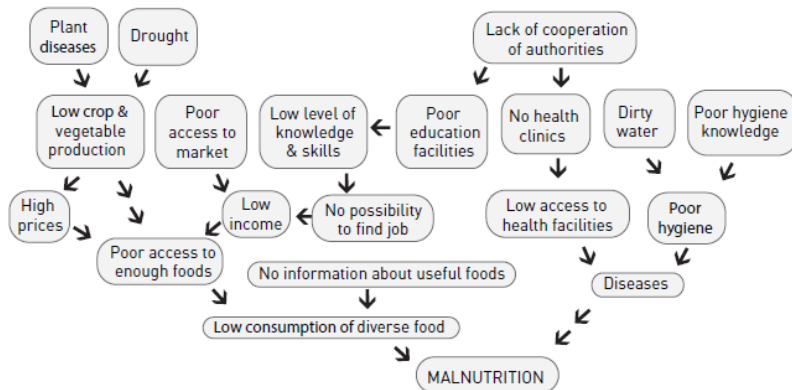 Plant
diseases
Drought
Lack of cooperation
of authorities
Low crop &
vegetable
production
Poor
access to
market
Low level of
knowledge
& skills
Poor
education
facilities
No health
clinics
Dirty
water
Poor hygiene
knowledge
High
prices
Low
income
No possibility
to find job
Low access to
health facilities
Poor
hygiene
Poor access to
enough foods
No information about useful foods
Diseases
Low consumption of diverse food
MALNUTRITION